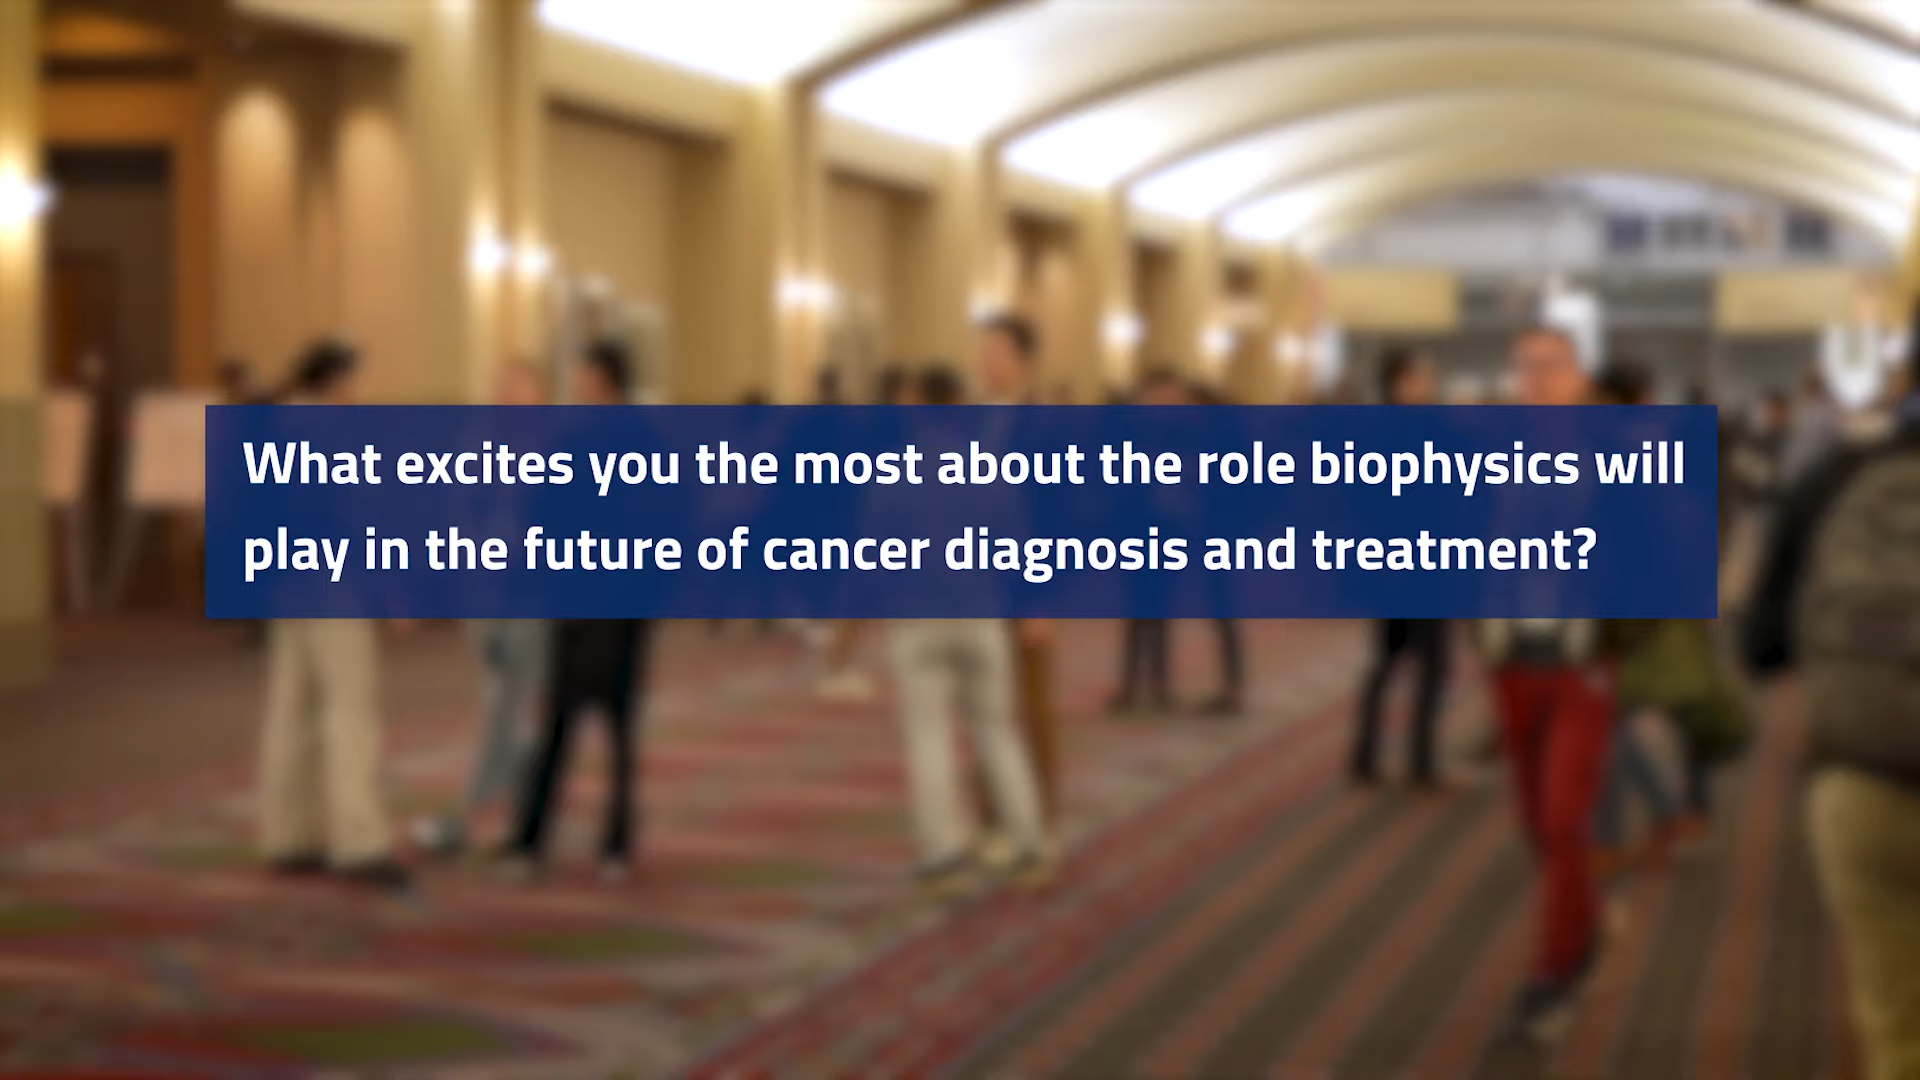 What excites you the most about the role biophysics will
play in the future of cancer diagnosis and treatment?